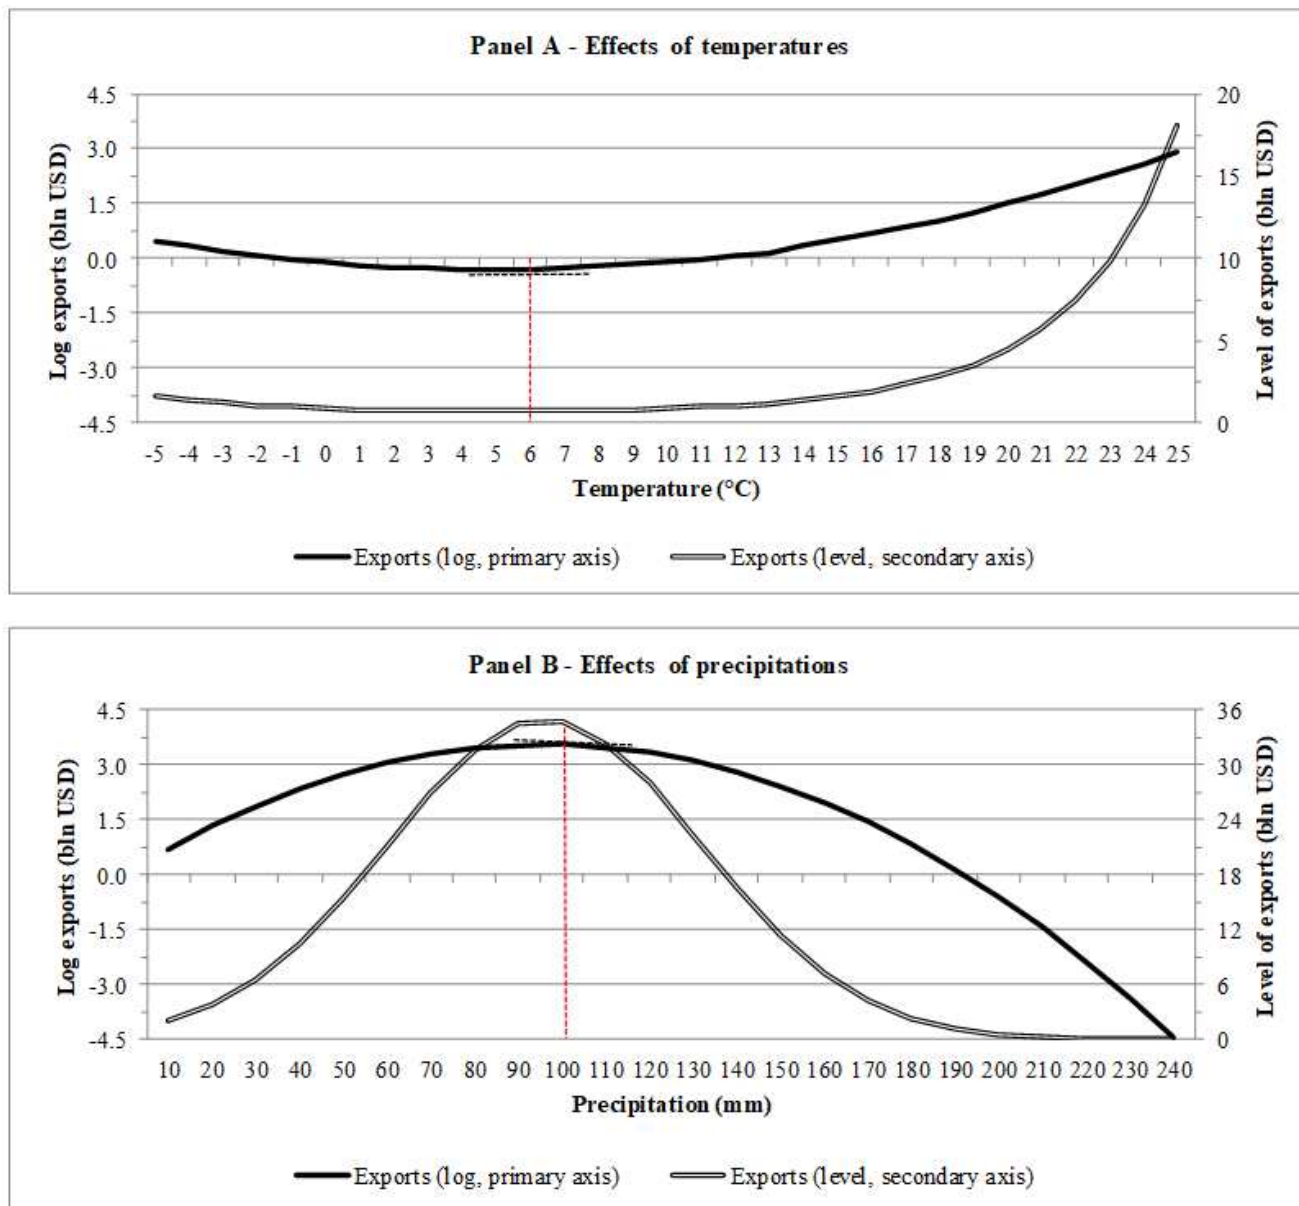 Panel A - Effects of temperatures
Log exports (bln USD)
4.5
3.0
1.5
0.0
-1.5
-3.0
-4.5
20
15
10
5
0
Level of exports (bln USD)
-5 -4 -3 -2 -1 0 1 2 3 4 5 6 7 8 9 10 11 12 13 14 15 16 17 18 19 20 21 22 23 24 25
Temperature (°C)
Exports (log, primary axis) Exports (level, secondary axis)
Panel B - Effects of precipitations
Log exports (bln USD)
4.5
3.0
1.5
0.0
-1.5
-3.0
-4.5
36
30
24
18
12
6
0
Level of exports (bln USD)
10 20 30 40 50 60 70 80 90 100 110 120 130 140 150 160 170 180 190 200 210 220 230 240
Precipitation (mm)
Exports (log, primary axis) Exports (level, secondary axis)